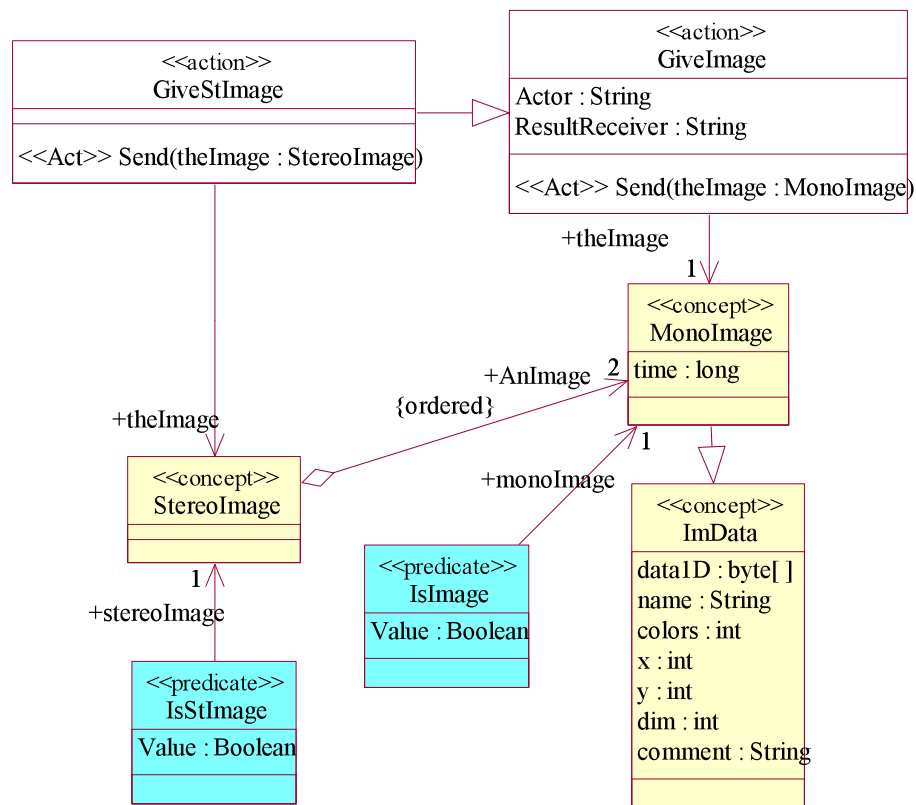 <<action>>
GiveStImage
<<Act>> Send(theImage : StereoImage)
<<action>>
GiveImage
Actor : String
ResultReceiver : String
<<Act>> Send(theImage : MonoImage)
+theImage
1
<<concept>>
MonoImage
time : long
+AnImage
2
{ordered}
+theImage
<<concept>>
StereoImage
1
+monoImage
<<concept>>
ImData
data1D : byte[ ]
name : String
colors : int
x : int
y : int
dim : int
comment : String
<<predicate>>
IsImage
Value : Boolean
1
+stereoImage
<<predicate>>
IsStImage
Value : Boolean